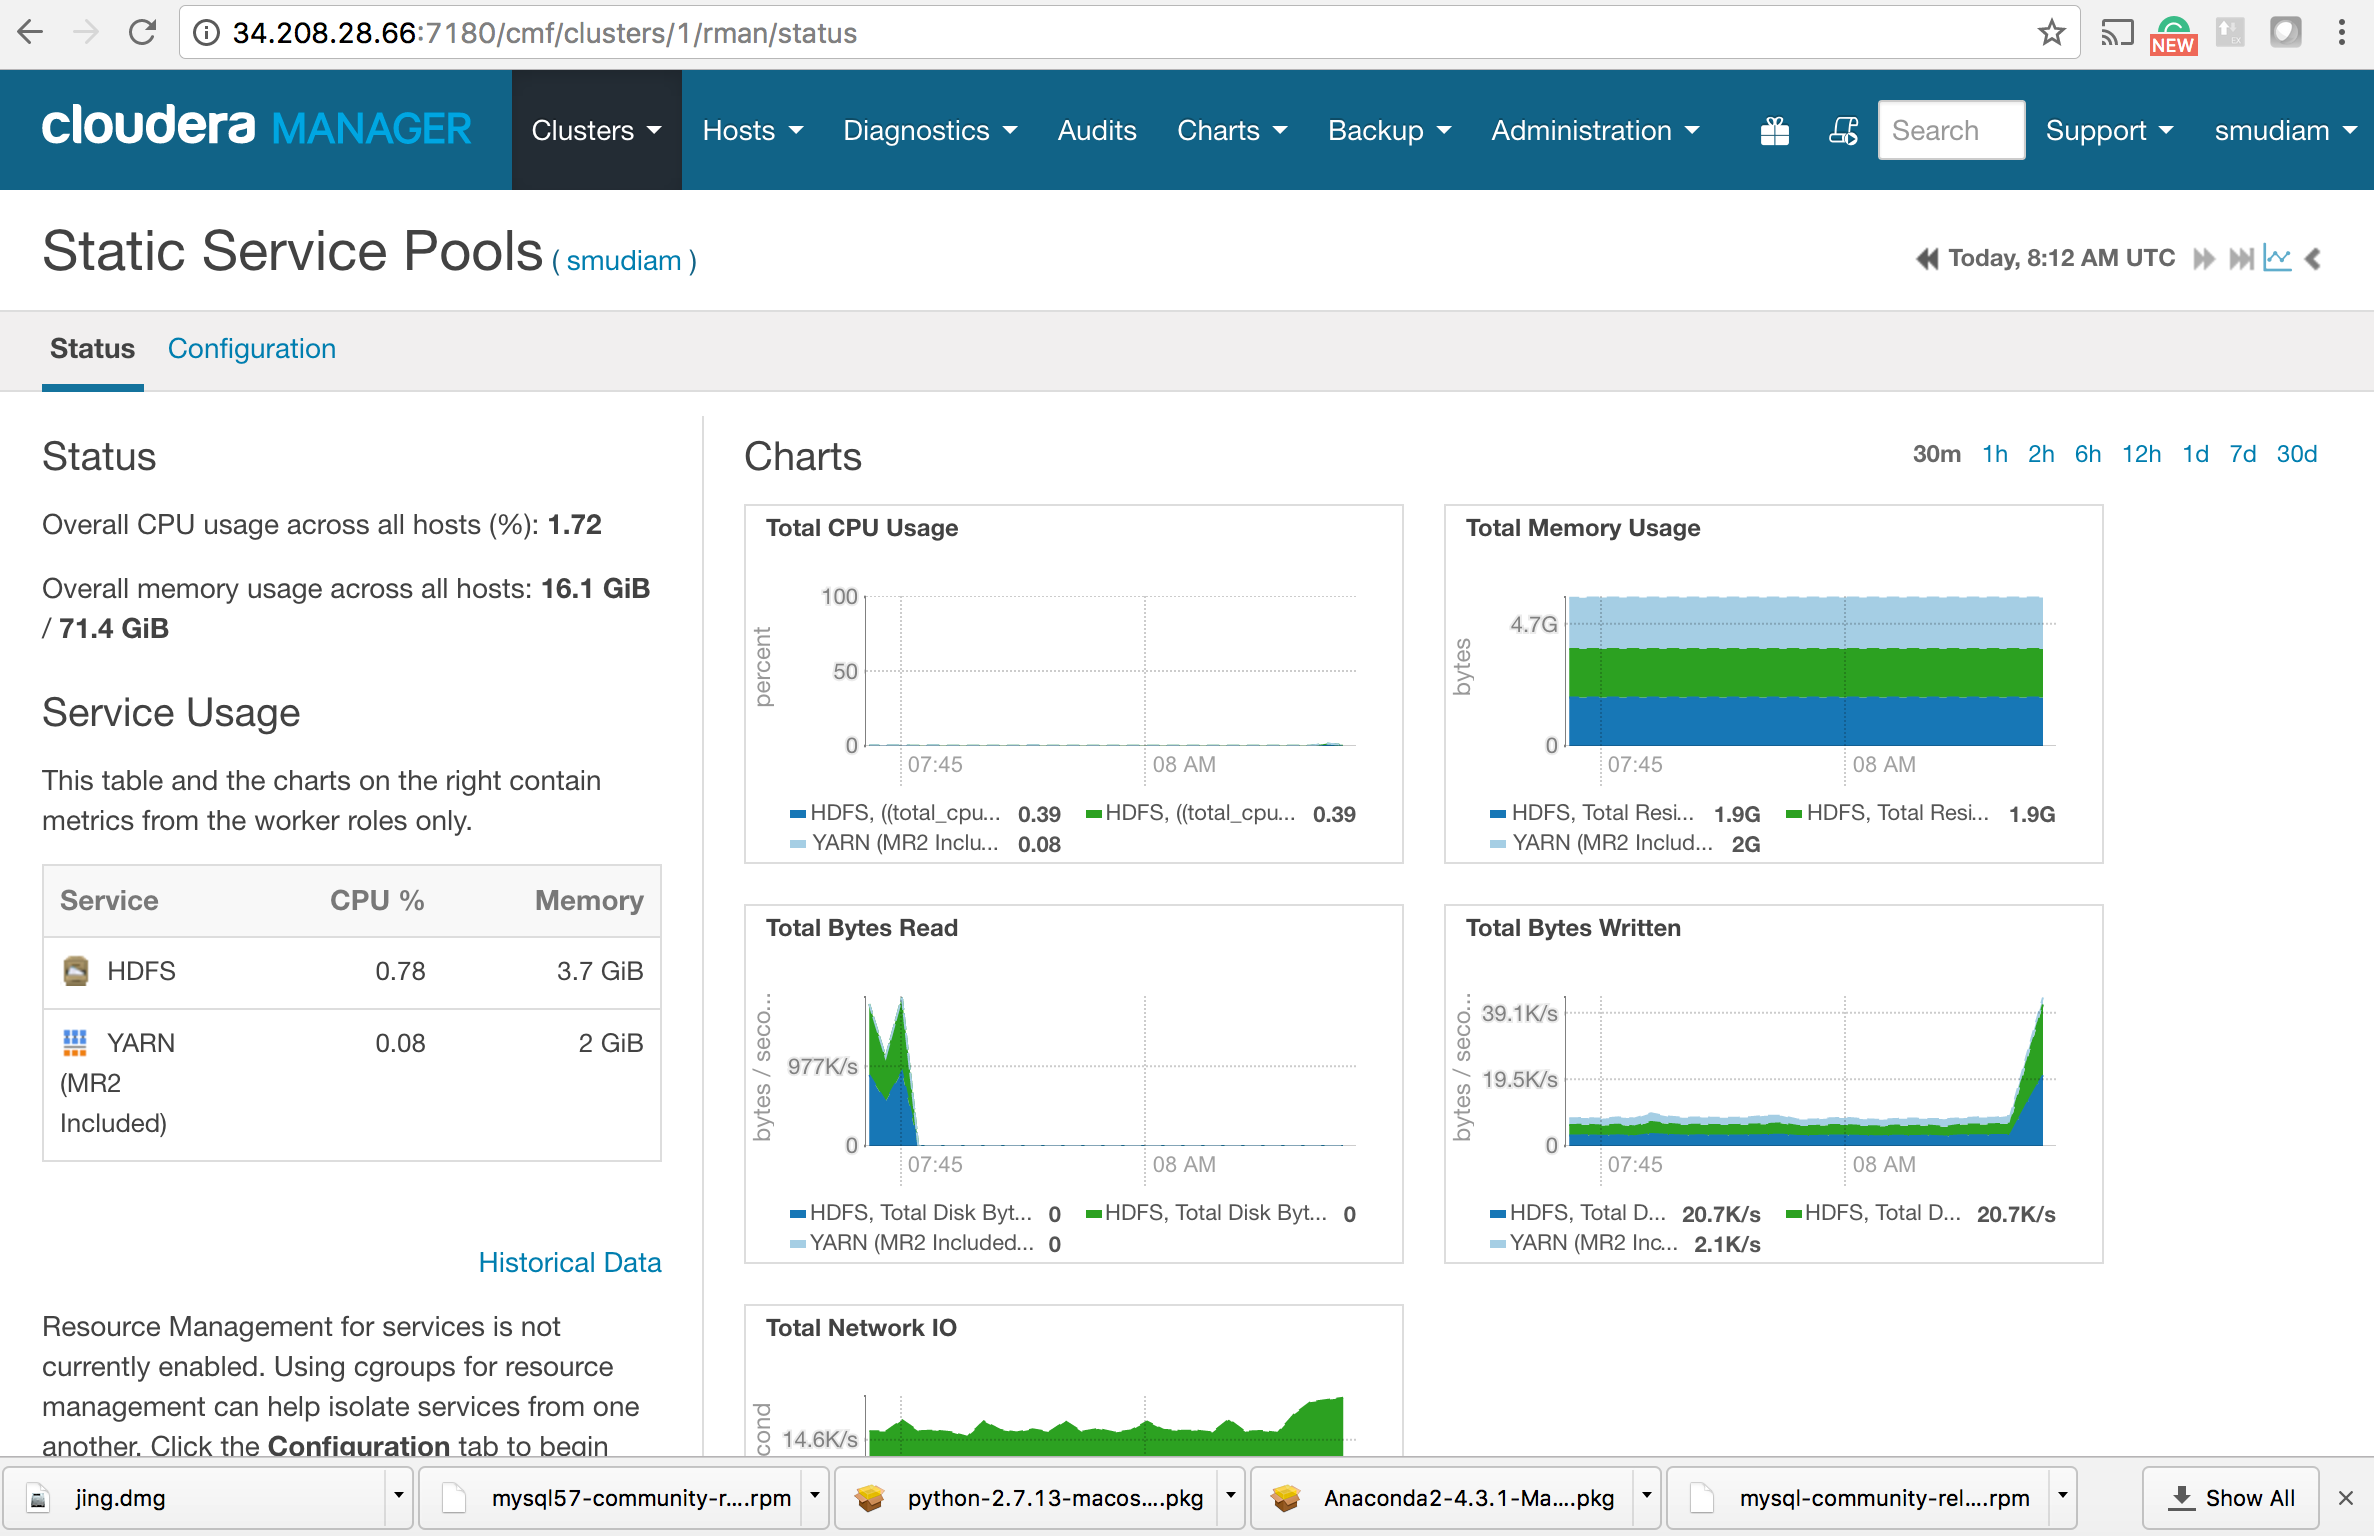 34.208.28.66:7180/cmf/clusters/1/rman/status
NEW
cloudera MANAGER
Clusters
Hosts
Diagnostics
Audits
Charts
Backup
Administration
Search
Support
smudiam
Static Service Pools ( smudiam )
Today, 8:12 AM UTC
Status
Configuration
Status
Overall CPU usage across all hosts (%): 1.72
Overall memory usage across all hosts: 16.1 GiB
/ 71.4 GiB
Service Usage
This table and the charts on the right contain
metrics from the worker roles only.
Service CPU % Memory
HDFS 0.78 3.7 GiB
YARN 0.08 2 GiB
(MR2
Included)
Historical Data
Resource Management for services is not
currently enabled. Using cgroups for resource
management can help isolate services from one
another. Click the Configuration tab to begin
Charts
30m 1h 2h 6h 12h 1d 7d 30d
Total CPU Usage
percent
100
50
0
07:45 08 AM
HDFS, ((total_cpu... 0.39 HDFS, ((total_cpu... 0.39
YARN (MR2 Inclu... 0.08
Total Memory Usage
bytes
4.7G
0
07:45 08 AM
HDFS, Total Resi... 1.9G HDFS, Total Resi... 1.9G
YARN (MR2 Includ... 2G
Total Bytes Read
bytes / seco...
977K/s
0
07:45 08 AM
HDFS, Total Disk Byt... 0 HDFS, Total Disk Byt... 0
YARN (MR2 Included... 0
Total Bytes Written
bytes / seco...
39.1K/s
19.5K/s
0
07:45 08 AM
HDFS, Total D... 20.7K/s HDFS, Total D... 20.7K/s
YARN (MR2 Inc... 2.1K/s
Total Network IO
cond
14.6K/s
jing.dmg
mysql57-community-r....rpm
python-2.7.13-macos....pkg
Anaconda2-4.3.1-Ma....pkg
mysql-community-rel....rpm
Show All